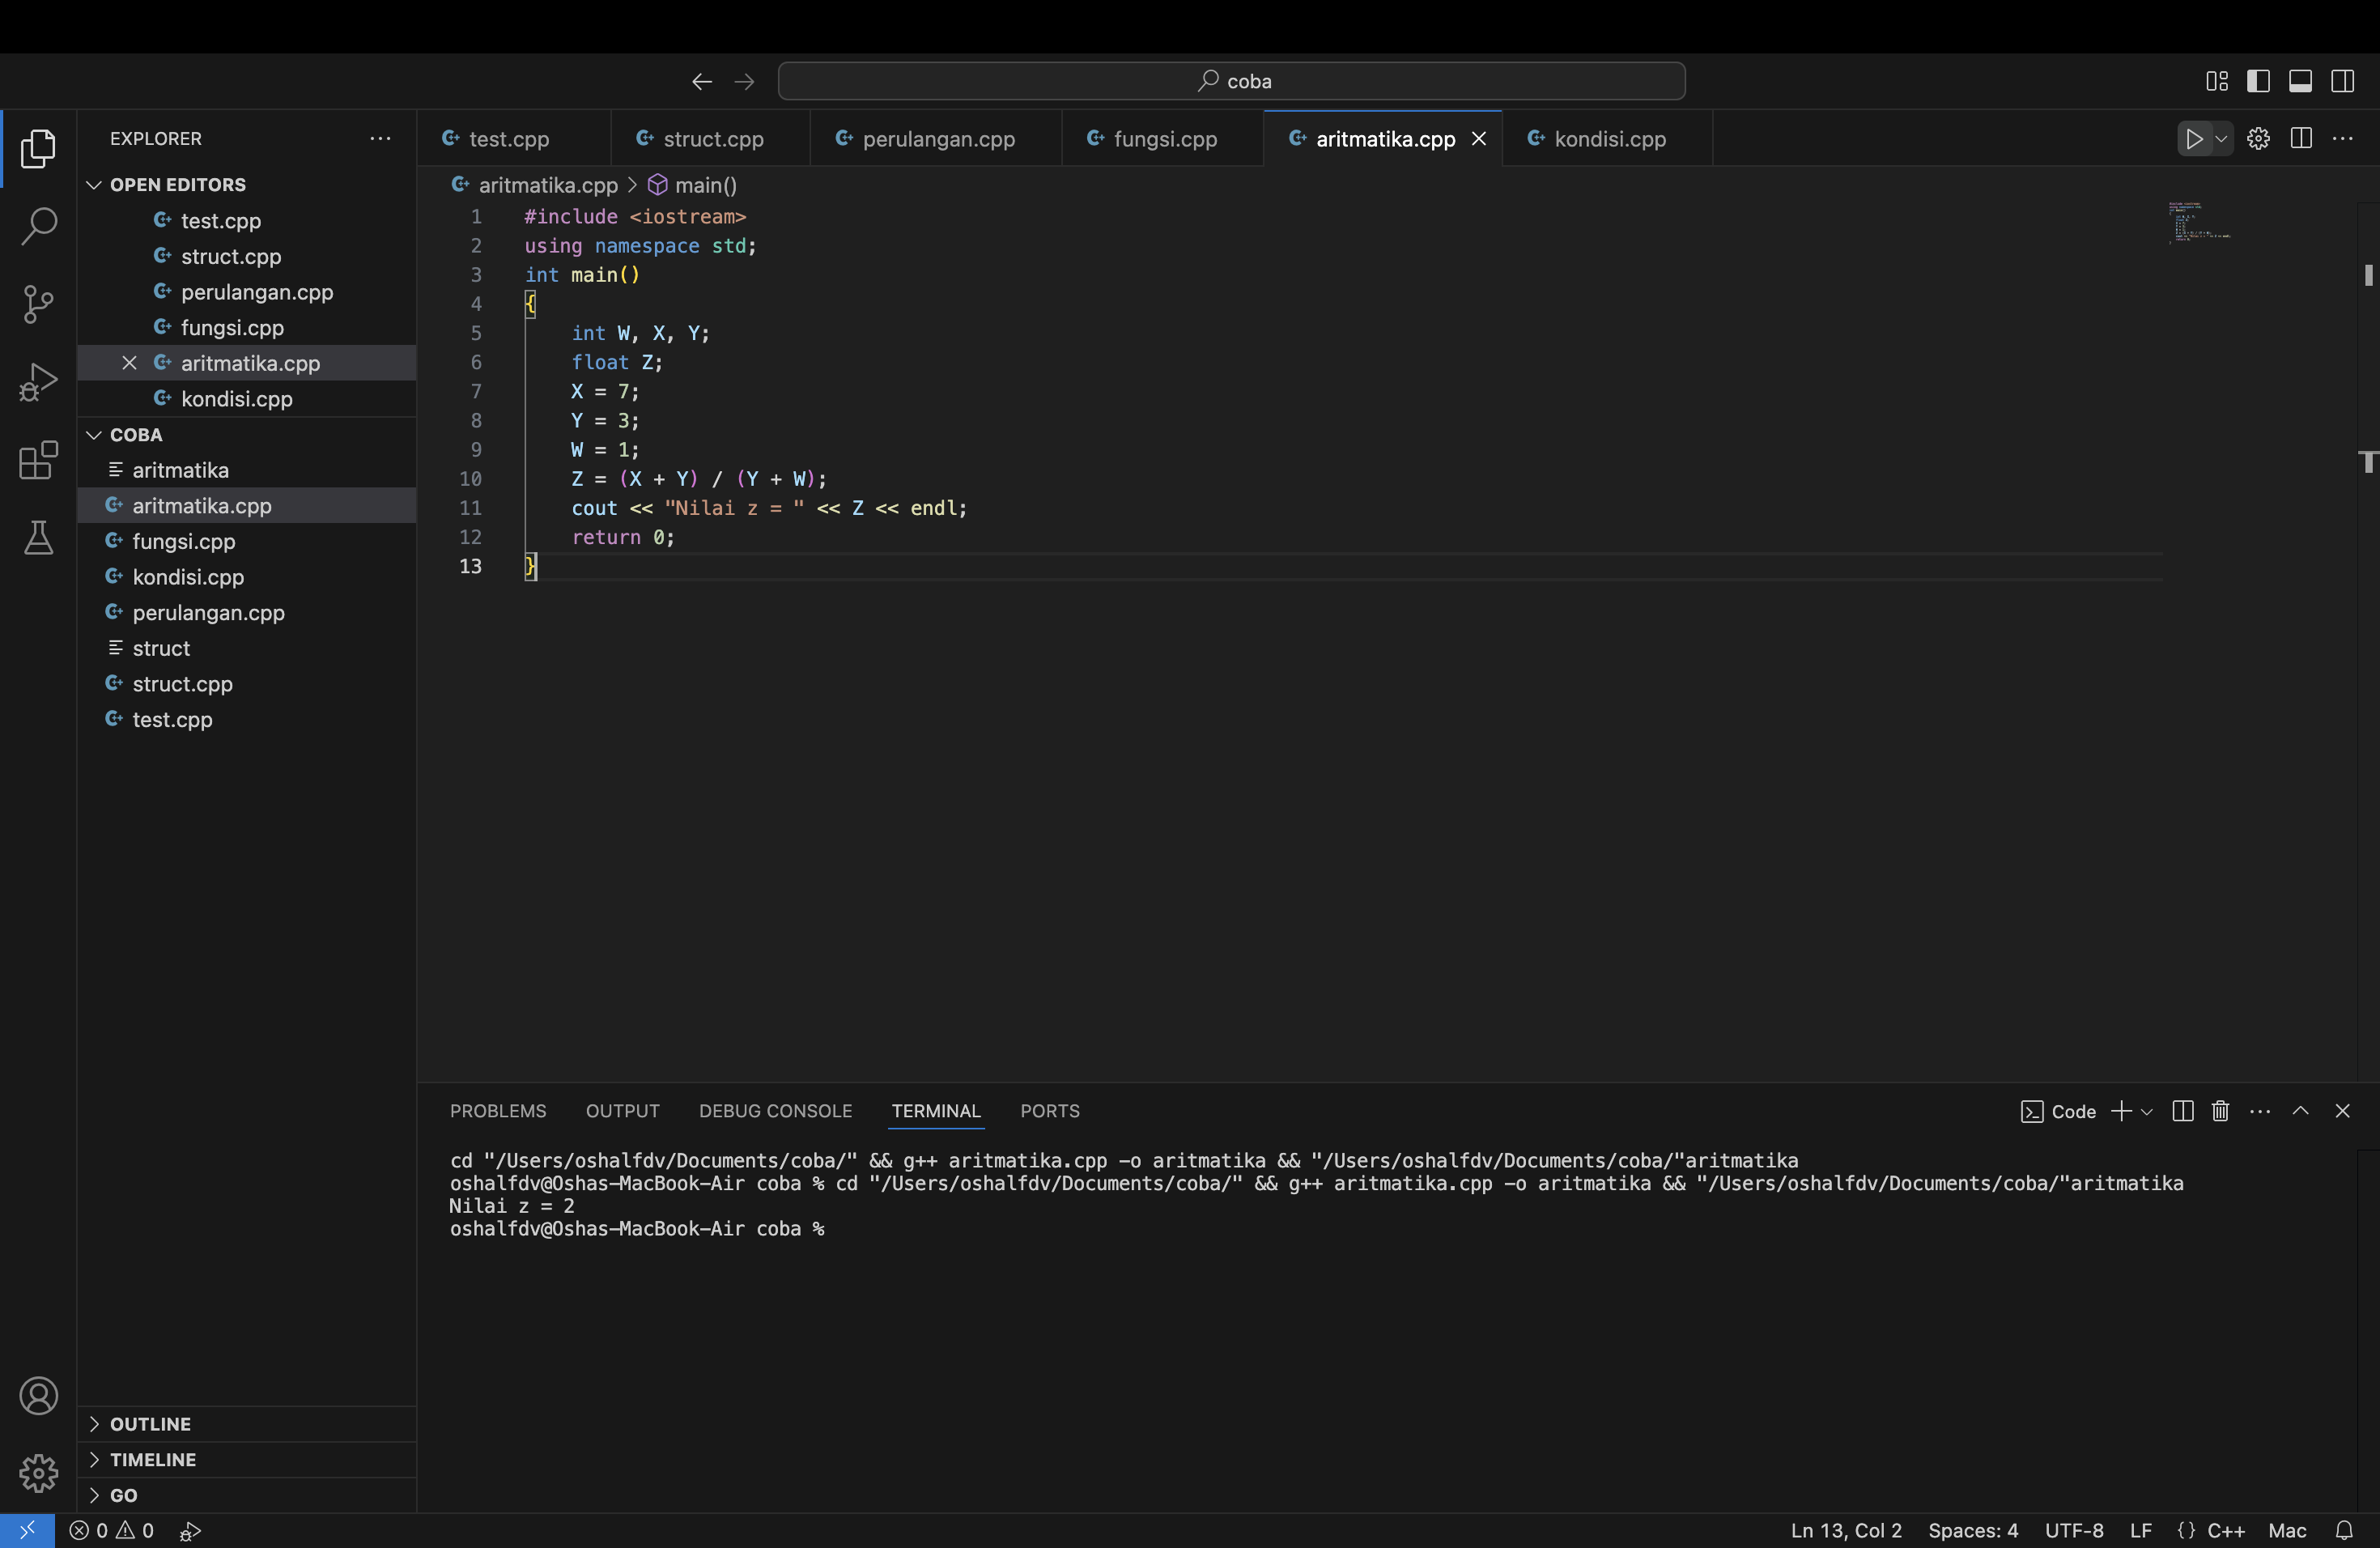 coba
EXPLORER
OPEN EDITORS
test.cpp
struct.cpp
perulangan.cpp
fungsi.cpp
aritmatika.cpp
kondisi.cpp
COBA
aritmatika
aritmatika.cpp
fungsi.cpp
kondisi.cpp
perulangan.cpp
struct
struct.cpp
test.cpp
OUTLINE
TIMELINE
GO
test.cpp struct.cpp perulangan.cpp fungsi.cpp aritmatika.cpp kondisi.cpp
aritmatika.cpp > main()
1 #include <iostream>
2 using namespace std;
3 int main()
4 {
5 int W, X, Y;
6 float Z;
7 X = 7;
8 Y = 3;
9 W = 1;
10 Z = (X + Y) / (Y + W);
11 cout << "Nilai z = " << Z << endl;
12 return 0;
13 }
PROBLEMS OUTPUT DEBUG CONSOLE TERMINAL PORTS
Code
cd "/Users/oshalfdv/Documents/coba/" && g++ aritmatika.cpp -o aritmatika && "/Users/oshalfdv/Documents/coba/"aritmatika
oshalfdv@Oshas-MacBook-Air coba % cd "/Users/oshalfdv/Documents/coba/" && g++ aritmatika.cpp -o aritmatika && "/Users/oshalfdv/Documents/coba/"aritmatika
Nilai z = 2
oshalfdv@Oshas-MacBook-Air coba %
0 0
Ln 13, Col 2 Spaces: 4 UTF-8 LF {} C++ Mac